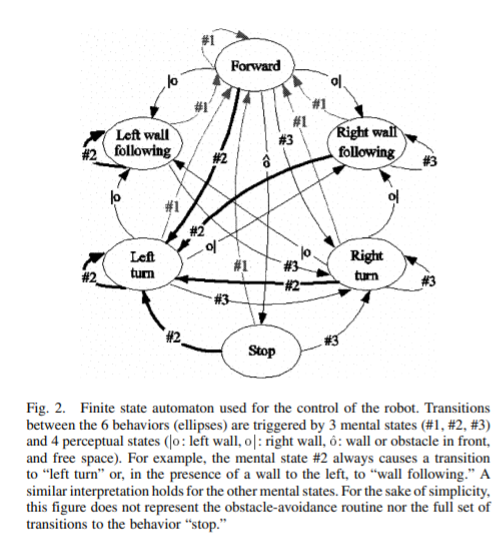 #1
Forward
|o
o|
#1
#1
#1
#3
Left wall
following
Right wall
following
#2
#2
ô
#3
|o
#1
#2
o|
o|
|o
Left
turn
#1
#3
Right
turn
#2
#2
#3
#3
#2
Stop
#3
Fig. 2. Finite state automaton used for the control of the robot. Transitions
between the 6 behaviors (ellipses) are triggered by 3 mental states (#1, #2, #3)
and 4 perceptual states (|o: left wall, o|: right wall, ô: wall or obstacle in front,
and free space). For example, the mental state #2 always causes a transition
to “left turn” or, in the presence of a wall to the left, to “wall following.” A
similar interpretation holds for the other mental states. For the sake of simplicity,
this figure does not represent the obstacle-avoidance routine nor the full set of
transitions to the behavior “stop.”